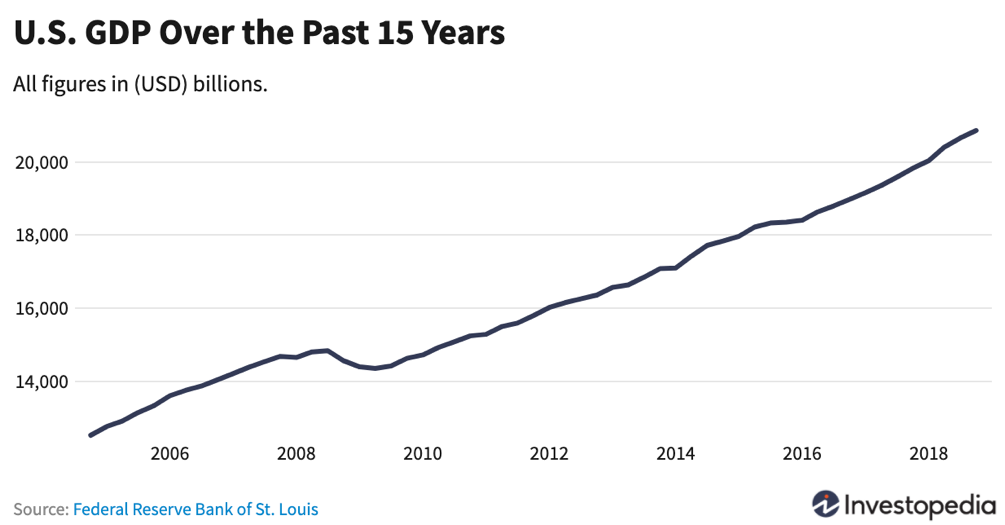 U.S. GDP Over the Past 15 Years
All figures in (USD) billions.
20,000
18,000
16,000
14,000
2006 2008 2010 2012 2014 2016 2018
Source: Federal Reserve Bank of St. Louis
Investopedia